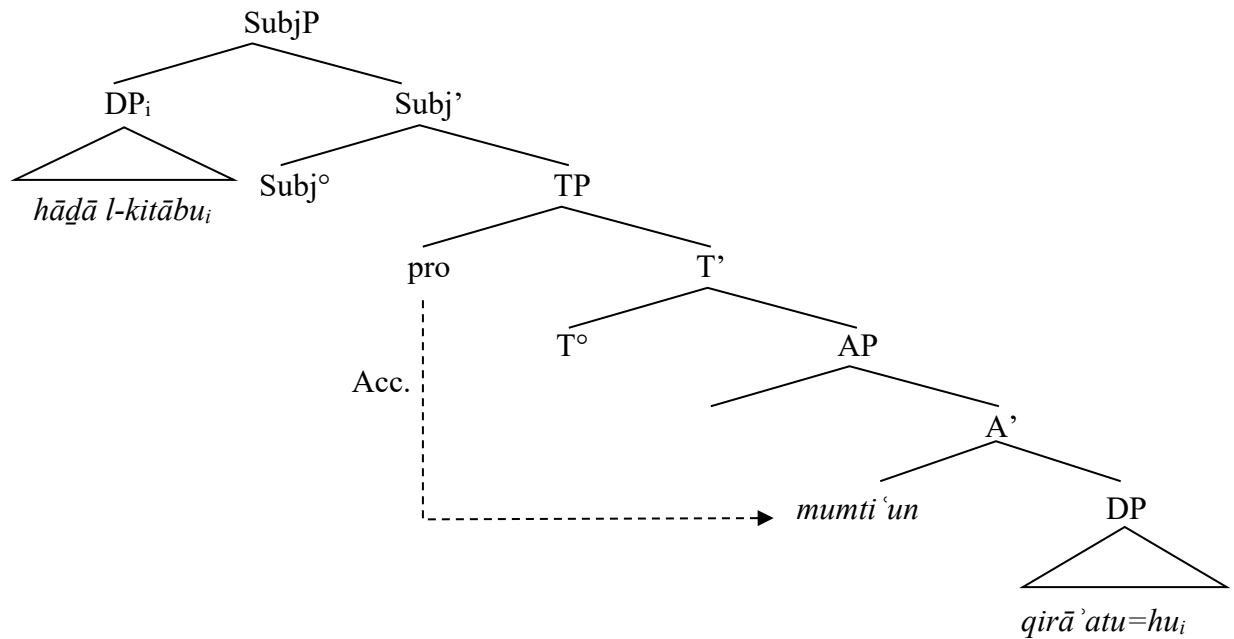 SubjP
DPi Subj’
hāḏā l-kitābui
Subj° TP
pro T’
T° AP
Acc.
A’
mumtiʿun DP
qirāʾatu=hui